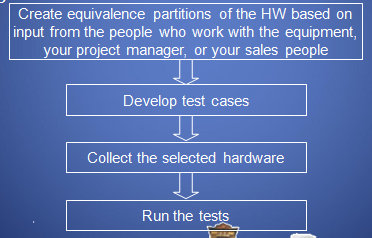 Create equivalence partitions of the HW based on
input from the people who work with the equipment,
your project manager, or your sales people
Develop test cases
Collect the selected hardware
Run the tests